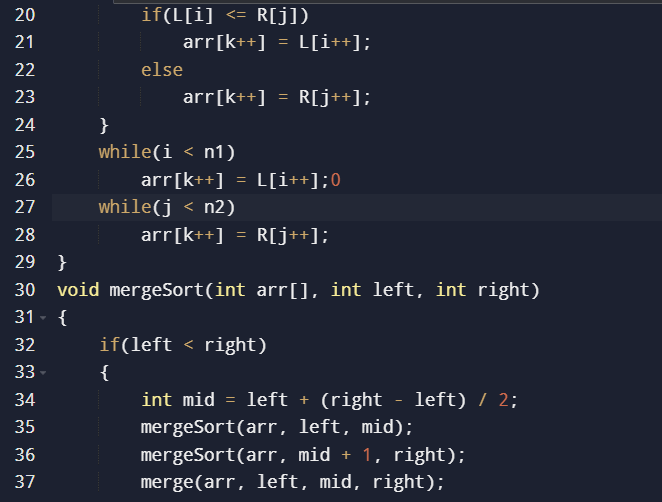 20 if(L[i] <= R[j])
21 arr[k++] = L[i++];
22 else
23 arr[k++] = R[j++];
24 }
25 while(i < n1)
26 arr[k++] = L[i++];0
27 while(j < n2)
28 arr[k++] = R[j++];
29 }
30 void mergeSort(int arr[], int left, int right)
31 {
32 if(left < right)
33 {
34 int mid = left + (right - left) / 2;
35 mergeSort(arr, left, mid);
36 mergeSort(arr, mid + 1, right);
37 merge(arr, left, mid, right);